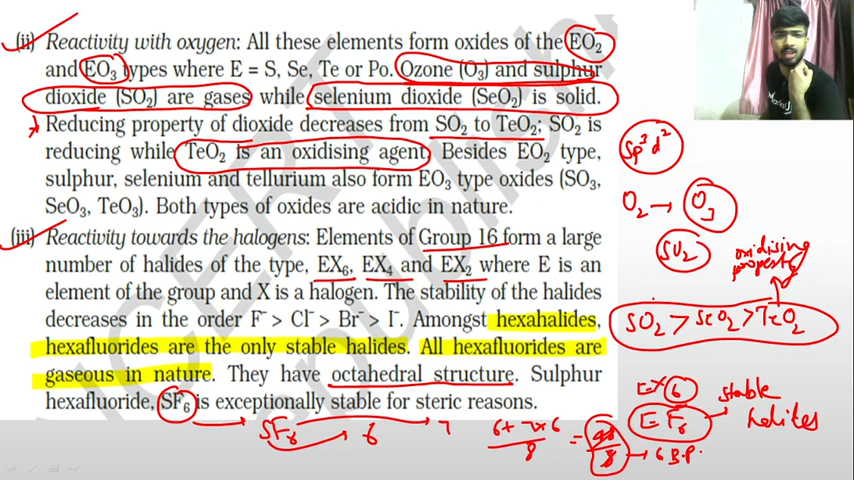 (ii) Reactivity with oxygen: All these elements form oxides of the EO₂
and EO₃ types where E = S, Se, Te or Po. Ozone (O₃) and sulphur
dioxide (SO₂) are gases while selenium dioxide (SeO₂) is solid.
Reducing property of dioxide decreases from SO₂ to TeO₂; SO₂ is
reducing while TeO₂ is an oxidising agent. Besides EO₂ type,
sulphur, selenium and tellurium also form EO₃ type oxides (SO₃,
SeO₃, TeO₃). Both types of oxides are acidic in nature.
(iii) Reactivity towards the halogens: Elements of Group 16 form a large
number of halides of the type, EX₆, EX₄ and EX₂ where E is an
element of the group and X is a halogen. The stability of the halides
decreases in the order F⁻ > Cl⁻ > Br⁻ > I⁻. Amongst hexahalides,
hexafluorides are the only stable halides. All hexafluorides are
gaseous in nature. They have octahedral structure. Sulphur
hexafluoride, SF₆ is exceptionally stable for steric reasons.
SF₆ 6 7
6+7×6
8
= 48
8
→ 6 B.P.
Sp³d²
O₂ → O₃
SO₂
oxidising
property
SO₂ > SeO₂ > TeO₂
EX6
EF₆ → stable
halites